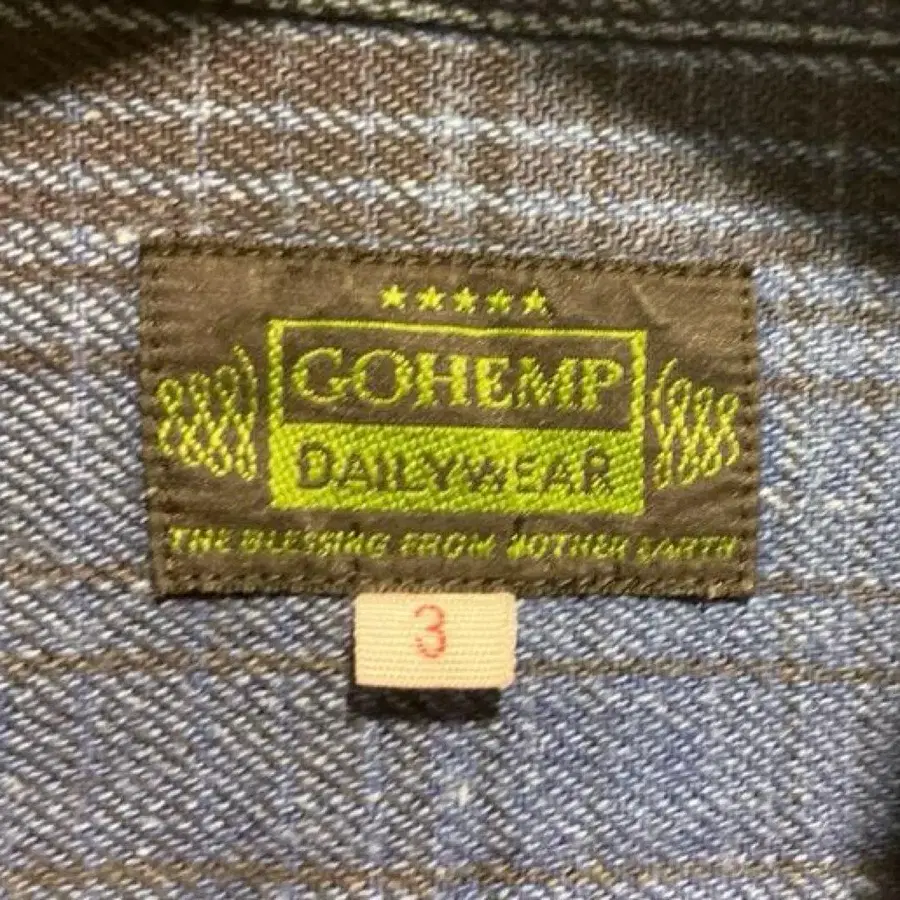 GOHEMP
DAILYWEAR
THE BLESSING FROM MOTHER EARTH
3